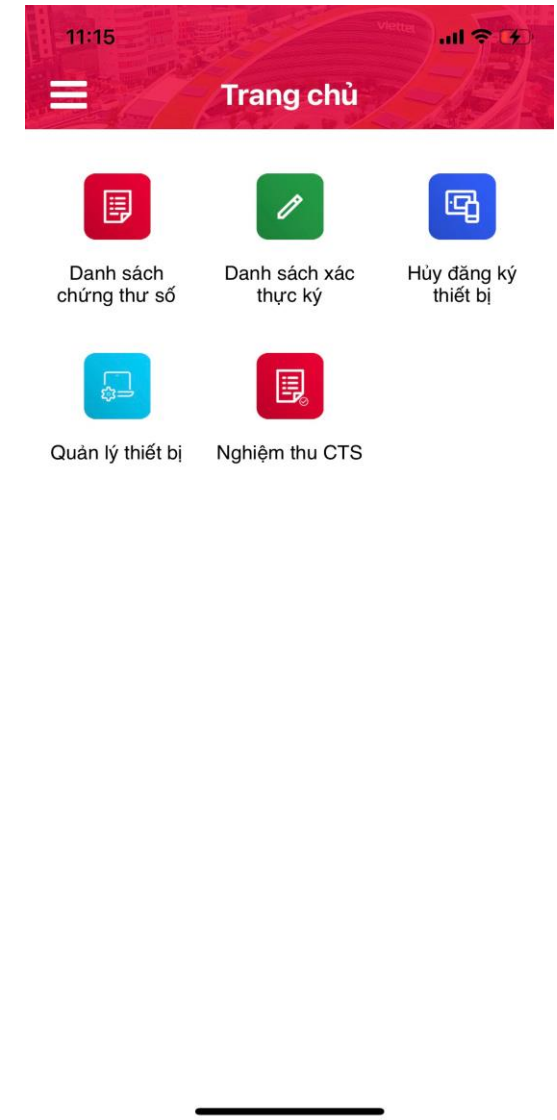 Viettel
11:15
Trang chủ
Danh sách
chứng thư số
Danh sách xác
thực ký
Hủy đăng ký
thiết bị
Quản lý thiết bị
Nghiệm thu CTS